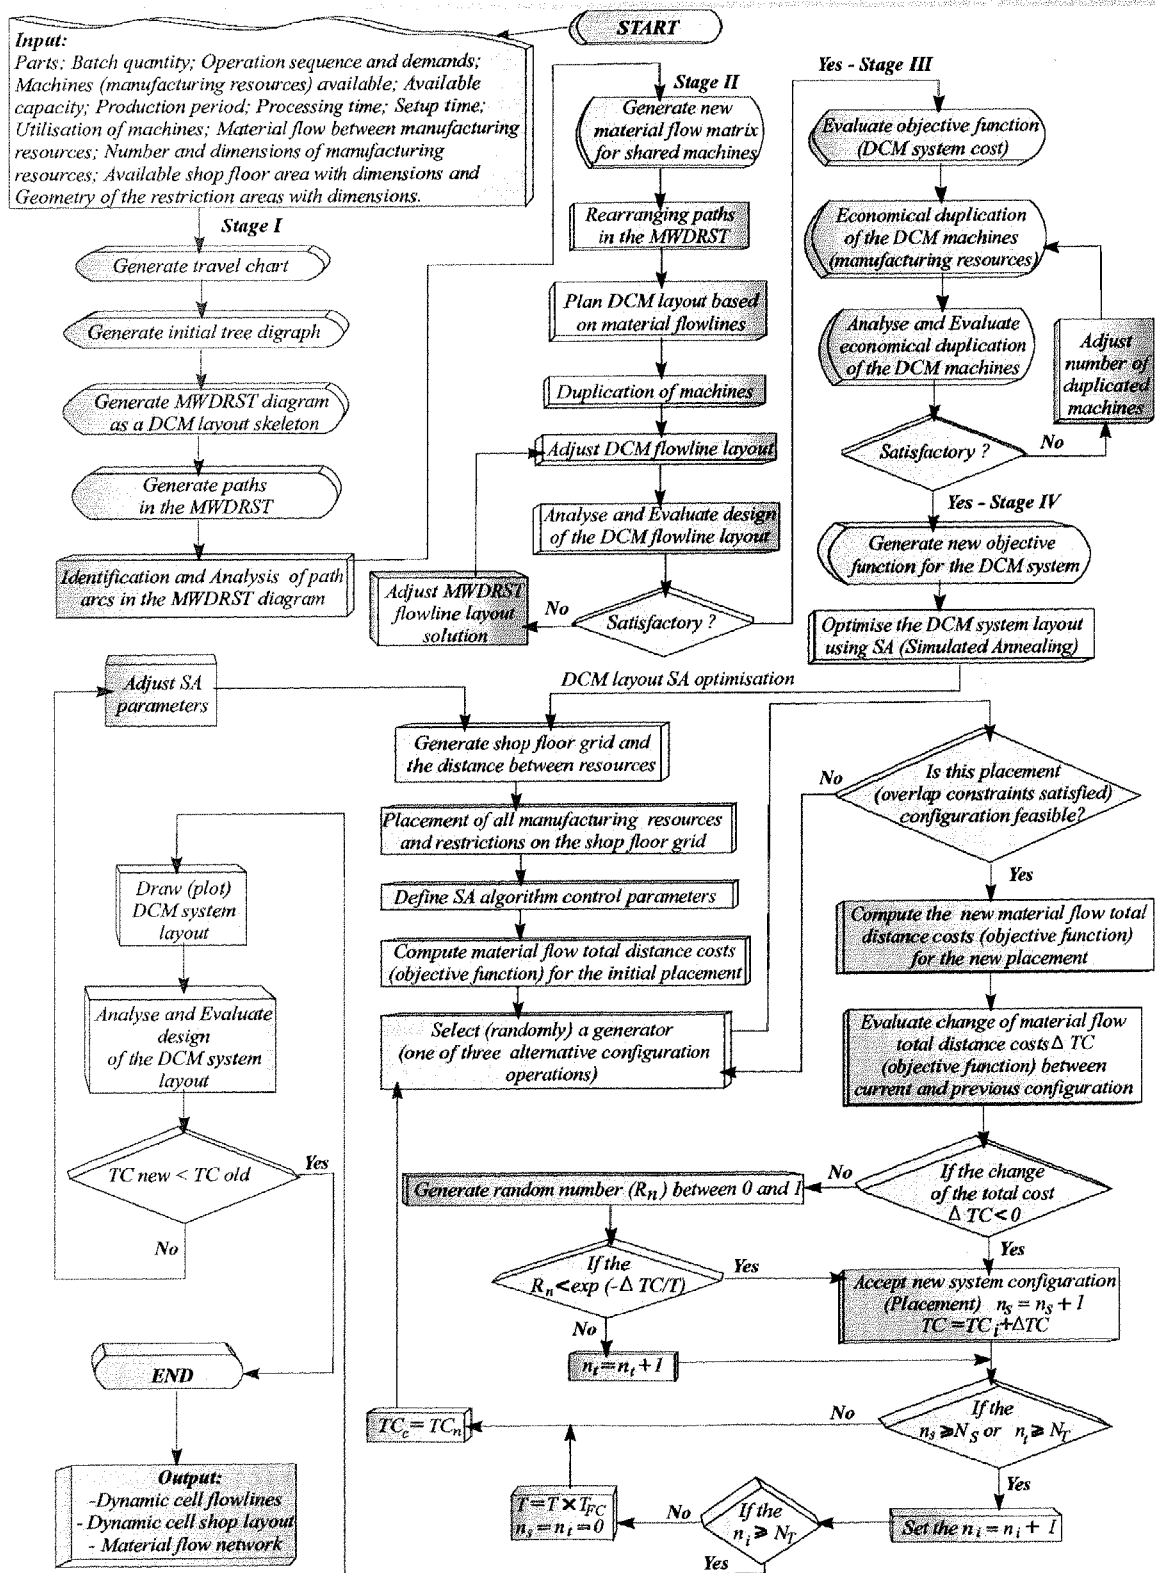 START
Input:
Parts; Batch quantity; Operation sequence and demands;
Machines (manufacturing resources) available; Available
capacity; Production period; Processing time; Setup time;
Utilisation of machines; Material flow between manufacturing
resources; Number and dimensions of manufacturing
resources; Available shop floor area with dimensions and
Geometry of the restriction areas with dimensions.
Stage I
Generate travel chart
Generate initial tree digraph
Generate MWDRST diagram
as a DCM layout skeleton
Generate paths
in the MWDRST
Identification and Analysis of path
arcs in the MWDRST diagram
Stage II
Generate new
material flow matrix
for shared machines
Rearranging paths
in the MWDRST
Plan DCM layout based
on material flowlines
Duplication of machines
Adjust DCM flowline layout
Analyse and Evaluate design
of the DCM flowline layout
Satisfactory ?
No
Adjust MWDRST
flowline layout
solution
Yes - Stage III
Evaluate objective function
(DCM system cost)
Economical duplication
of the DCM machines
(manufacturing resources)
Analyse and Evaluate
economical duplication
of the DCM machines
Adjust
number of
duplicated
machines
Satisfactory ?
No
Yes - Stage IV
Generate new objective
function for the DCM system
Optimise the DCM system layout
using SA (Simulated Annealing)
DCM layout SA optimisation
Adjust SA
parameters
Generate shop floor grid and
the distance between resources
Placement of all manufacturing resources
and restrictions on the shop floor grid
Define SA algorithm control parameters
Compute material flow total distance costs
(objective function) for the initial placement
Select (randomly) a generator
(one of three alternative configuration
operations)
No
Is this placement
(overlap constraints satisfied)
configuration feasible?
Yes
Compute the new material flow total
distance costs (objective function)
for the new placement
Evaluate change of material flow
total distance costs Δ TC
(objective function) between
current and previous configuration
No
If the change
of the total cost
Δ TC<0
Yes
Generate random number (Rn) between 0 and 1
If the
Rn<exp (-Δ TC/T)
Yes
No
nt=nt+1
Accept new system configuration
(Placement) ns = ns + 1
TC =TCi+ΔTC
If the
ns ⩾NS or nt⩾ NT
No
Yes
TCc = TCn
Set the ni = ni + 1
If the
ni ⩾ NT
No
Yes
T=T × TFC
ns = nt =0
Draw (plot)
DCM system
layout
Analyse and Evaluate
design
of the DCM system
layout
TC new < TC old
Yes
No
END
Output:
-Dynamic cell flowlines
- Dynamic cell shop layout
- Material flow network